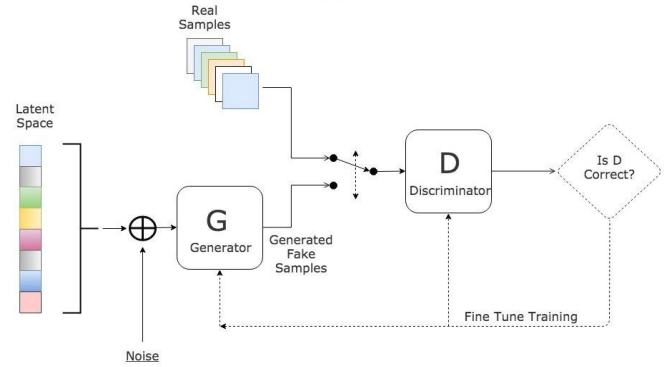 Real
Samples
Latent
Space
G
Generator
Generated
Fake
Samples
D
Discriminator
Is D
Correct?
Fine Tune Training
Noise